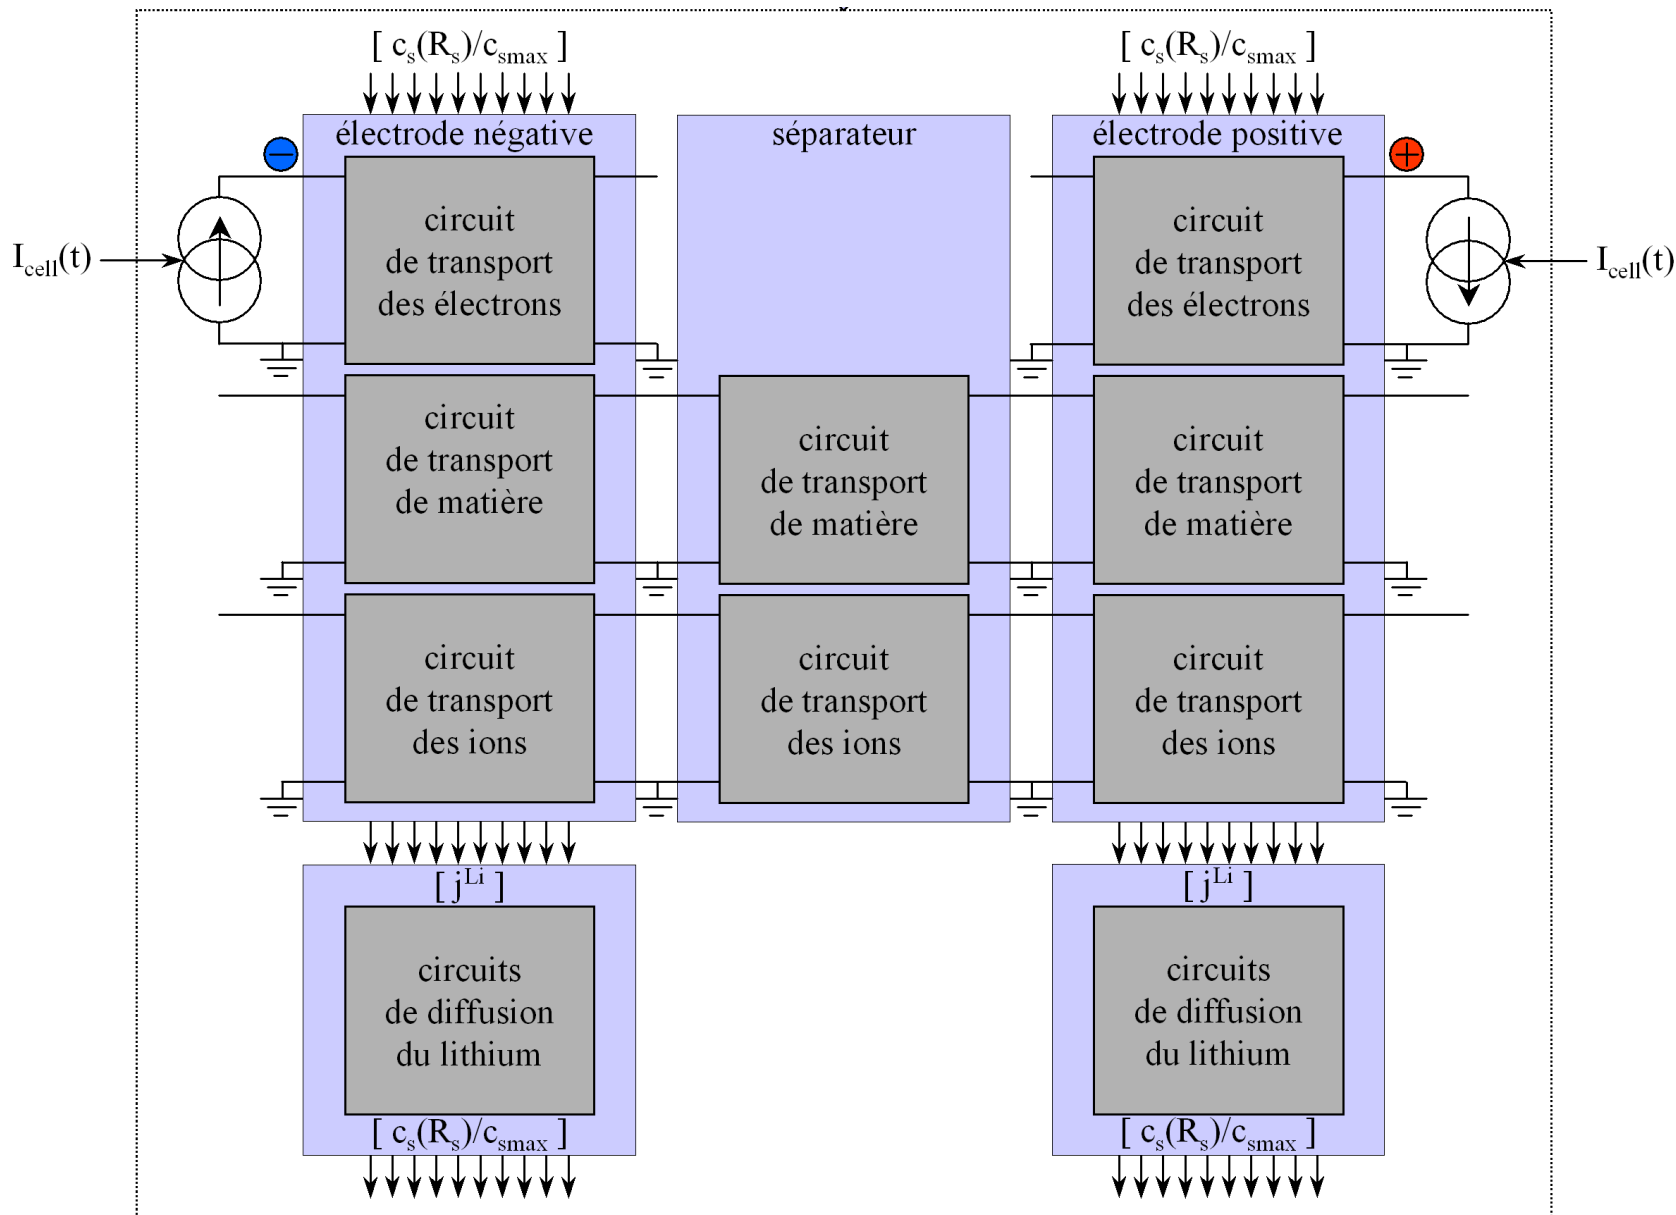 [ cs(Rs)/csmax ]
[ cs(Rs)/csmax ]
électrode négative
séparateur
électrode positive
−
+
circuit
de transport
des électrons
circuit
de transport
des électrons
Icell(t)
Icell(t)
circuit
de transport
de matière
circuit
de transport
de matière
circuit
de transport
de matière
circuit
de transport
des ions
circuit
de transport
des ions
circuit
de transport
des ions
[ jLi ]
[ jLi ]
circuits
de diffusion
du lithium
circuits
de diffusion
du lithium
[ cs(Rs)/csmax ]
[ cs(Rs)/csmax ]